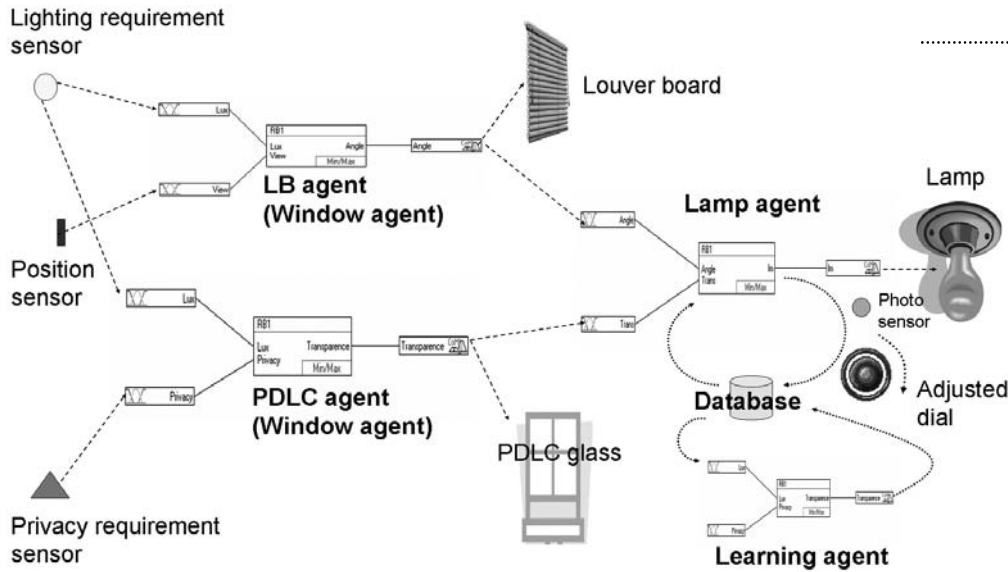 Lighting requirement
sensor
Lux
RB1
Lux
View
Angle
Min/Max
Angle
View
LB agent
(Window agent)
Louver board
Position
sensor
Lux
RB1
Lux
Privacy
Transparence
Min/Max
Transparence
Privacy
PDLC agent
(Window agent)
Privacy requirement
sensor
PDLC glass
Lamp agent
Angle
RB1
Angle
Trans
Min/Max
Trans
Lamp
Photo
sensor
Adjusted
dial
Database
Lux
RB1
Lux
Privacy
Transparence
Min/Max
Transparence
Privacy
Learning agent